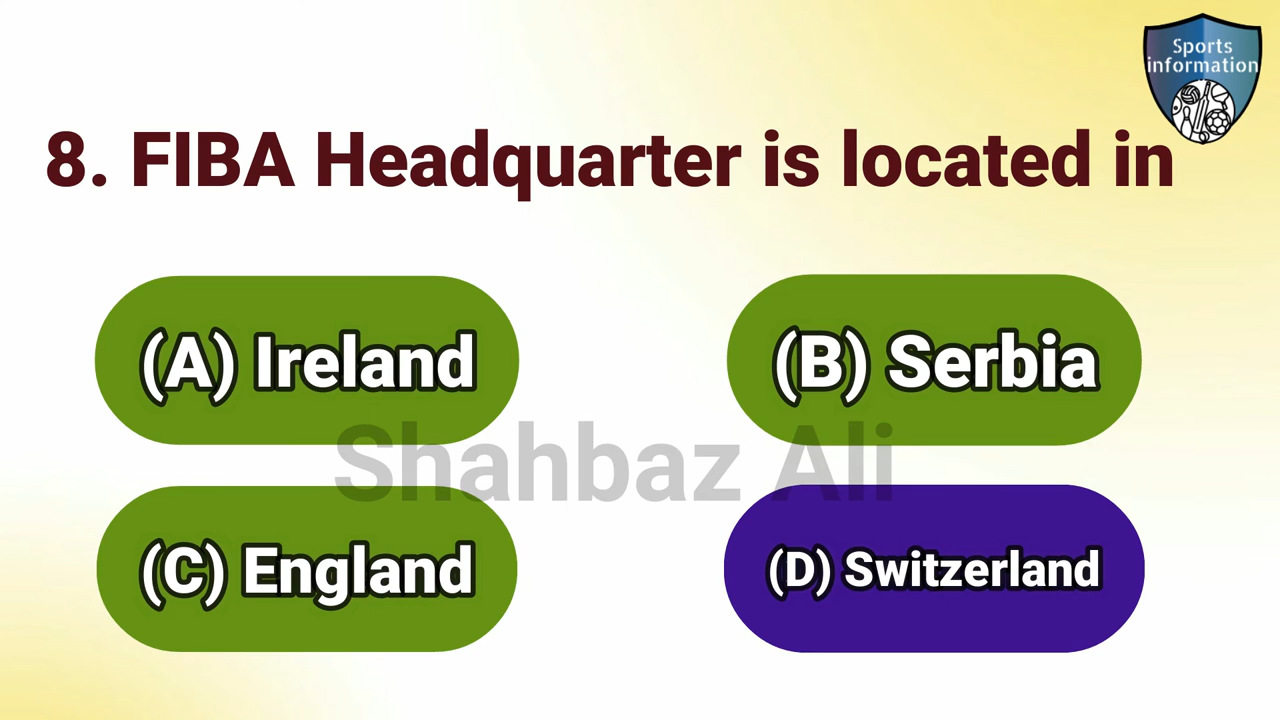 Sports
information
8. FIBA Headquarter is located in
(A) Ireland
(B) Serbia
Shahbaz Ali
(C) England
(D) Switzerland